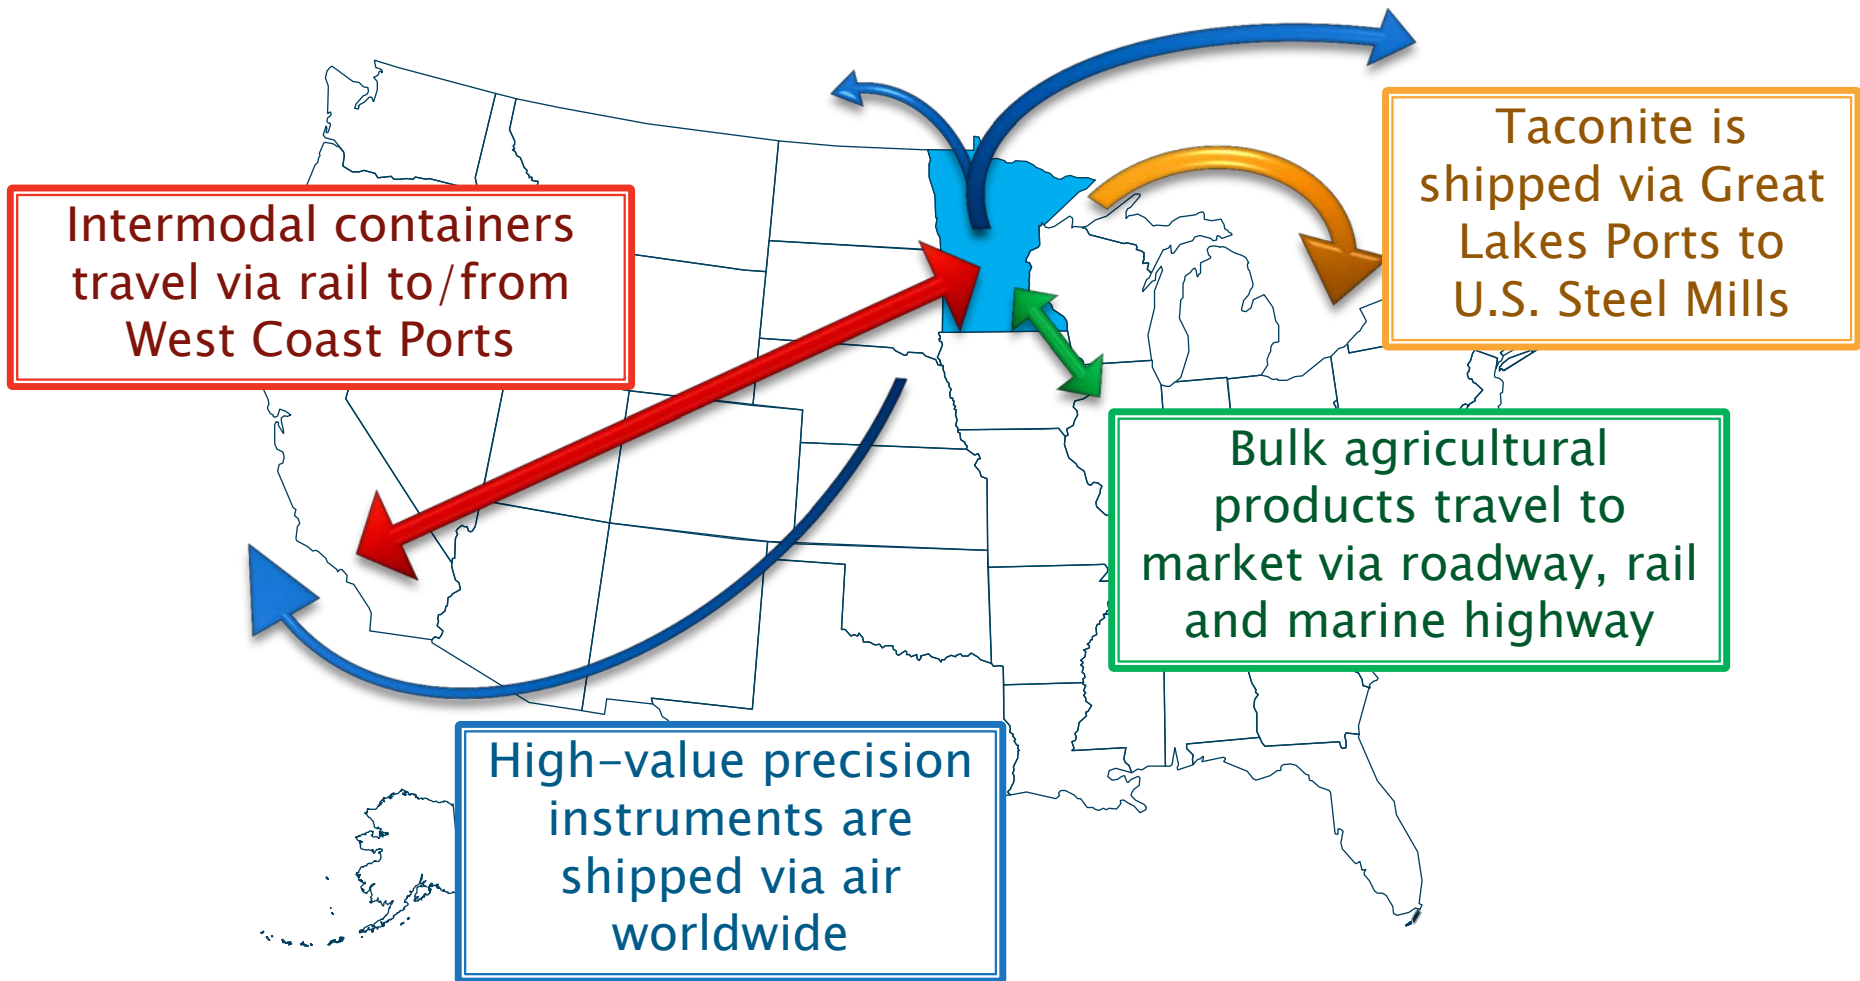 Intermodal containers
travel via rail to/from
West Coast Ports
Taconite is
shipped via Great
Lakes Ports to
U.S. Steel Mills
Bulk agricultural
products travel to
market via roadway, rail
and marine highway
High-value precision
instruments are
shipped via air
worldwide